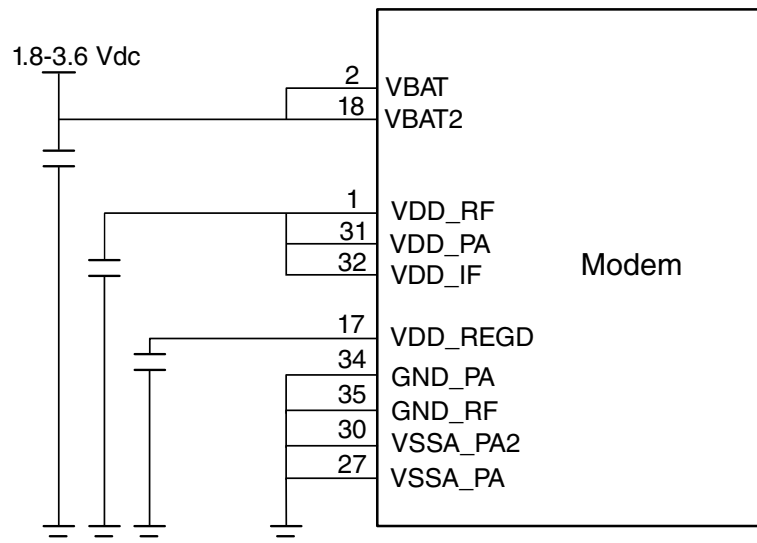 1.8-3.6 Vdc
2 VBAT
18 VBAT2
1 VDD_RF
31 VDD_PA
32 VDD_IF
Modem
17 VDD_REGD
34 GND_PA
35 GND_RF
30 VSSA_PA2
27 VSSA_PA